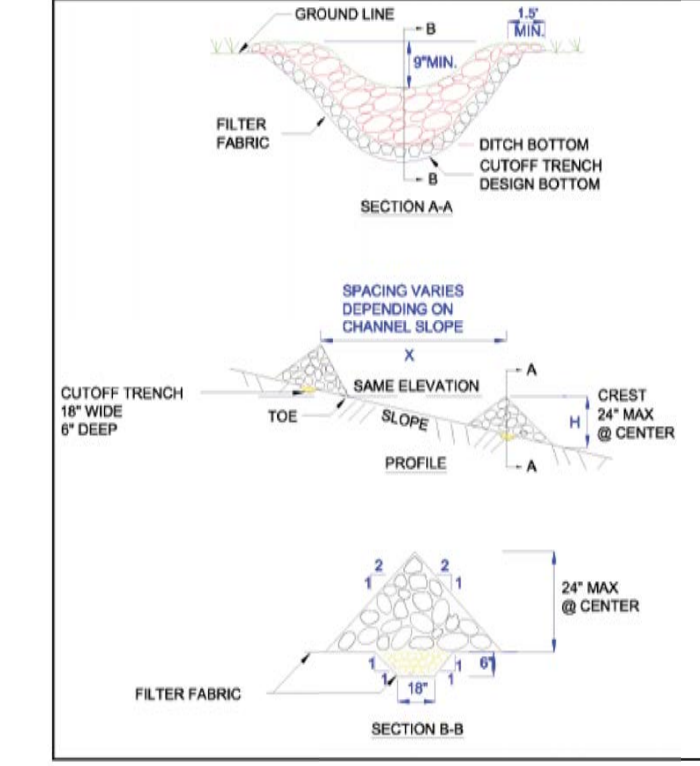 GROUND LINE
B
1.5'
MIN.
9"MIN.
FILTER
FABRIC
DITCH BOTTOM
CUTOFF TRENCH
DESIGN BOTTOM
B
SECTION A-A
SPACING VARIES
DEPENDING ON
CHANNEL SLOPE
X
A
CUTOFF TRENCH
18" WIDE
6" DEEP
SAME ELEVATION
TOE
SLOPE
H
CREST
24" MAX
@ CENTER
PROFILE
A
2
1
2
1
24" MAX
@ CENTER
1
1
1
1
6"
18"
FILTER FABRIC
SECTION B-B